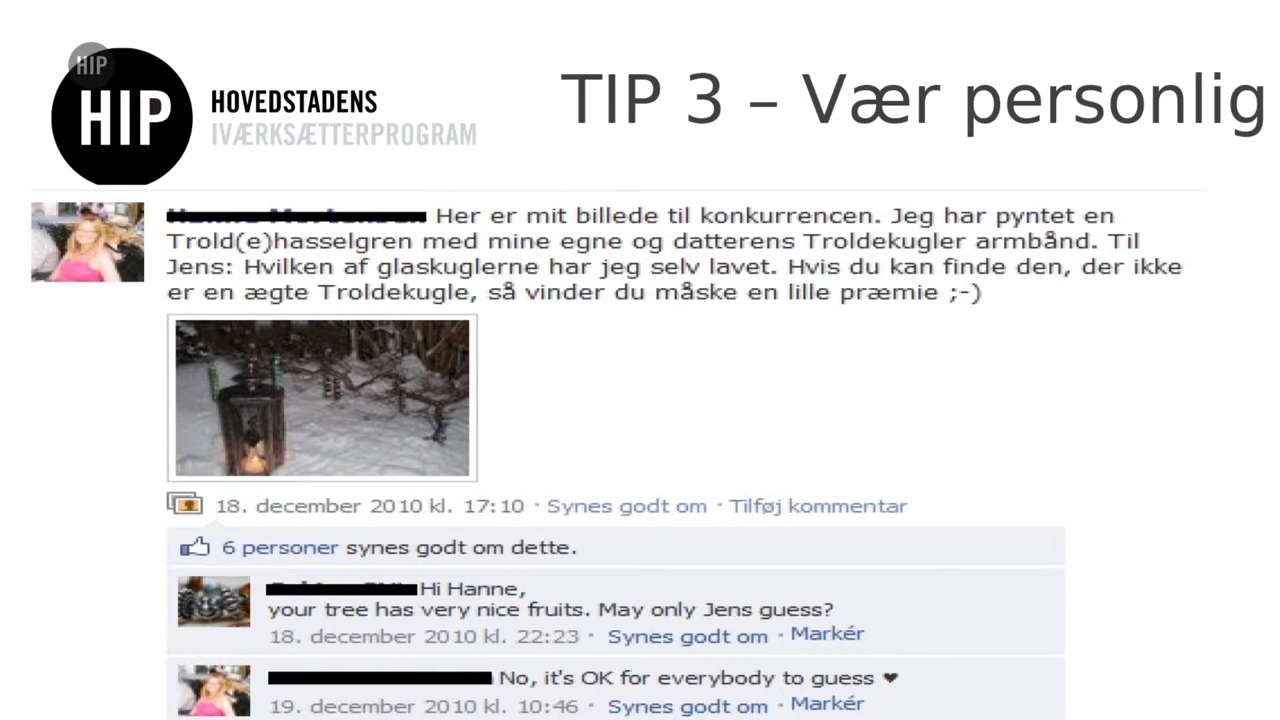 HIP
HIP
HOVEDSTADENS
IVÆRKSÆTTERPROGRAM
TIP 3 – Vær personlig
Her er mit billede til konkurrencen. Jeg har pyntet en
Trold(e)hasselgren med mine egne og datterens Troldekugler armbånd. Til
Jens: Hvilken af glaskuglerne har jeg selv lavet. Hvis du kan finde den, der ikke
er en ægte Troldekugle, så vinder du måske en lille præmie ;-)
18. december 2010 kl. 17:10 · Synes godt om · Tilføj kommentar
6 personer synes godt om dette.
Hi Hanne,
your tree has very nice fruits. May only Jens guess?
18. december 2010 kl. 22:23 · Synes godt om · Markér
No, it's OK for everybody to guess ♥
19. december 2010 kl. 10:46 · Synes godt om · Markér